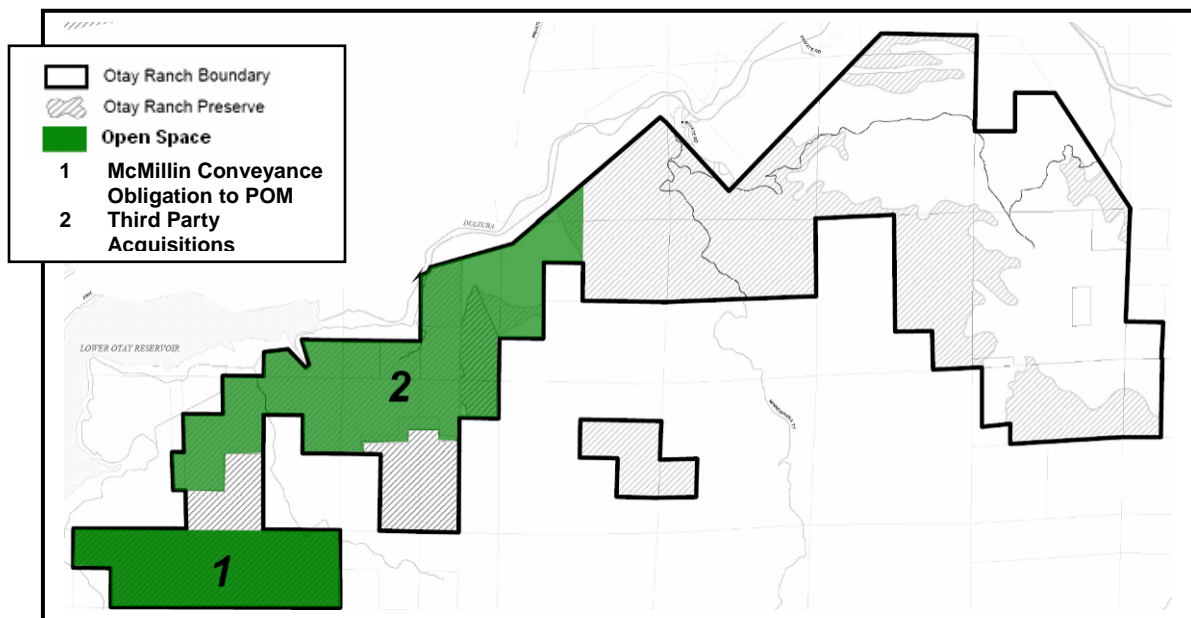 Otay Ranch Boundary
Otay Ranch Preserve
Open Space
1 McMillin Conveyance
Obligation to POM
2 Third Party
Acquisitions
DULZURA
LOWER OTAY RESERVOIR
2
1